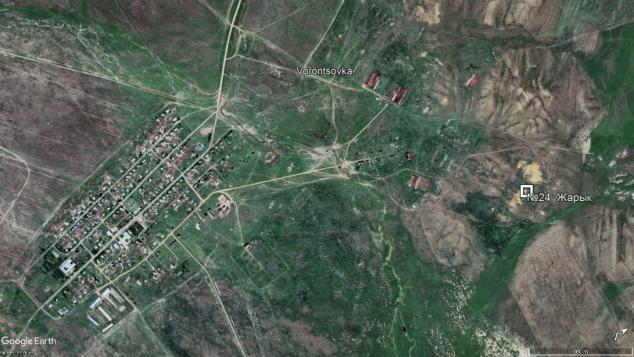 Vorontsovka
№24 Жарык
Google Earth